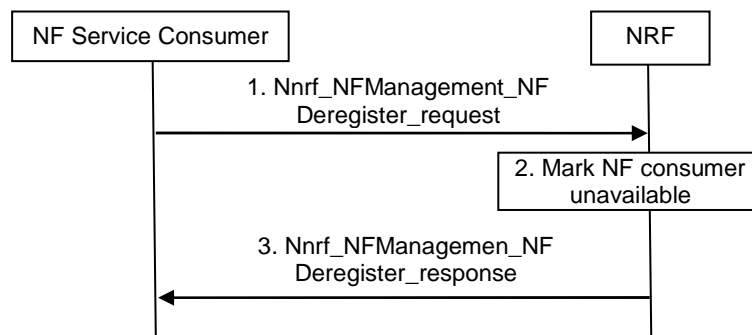 NF Service Consumer
NRF
1. Nnrf_NFManagement_NF
Deregister_request
2. Mark NF consumer
unavailable
3. Nnrf_NFManagemen_NF
Deregister_response